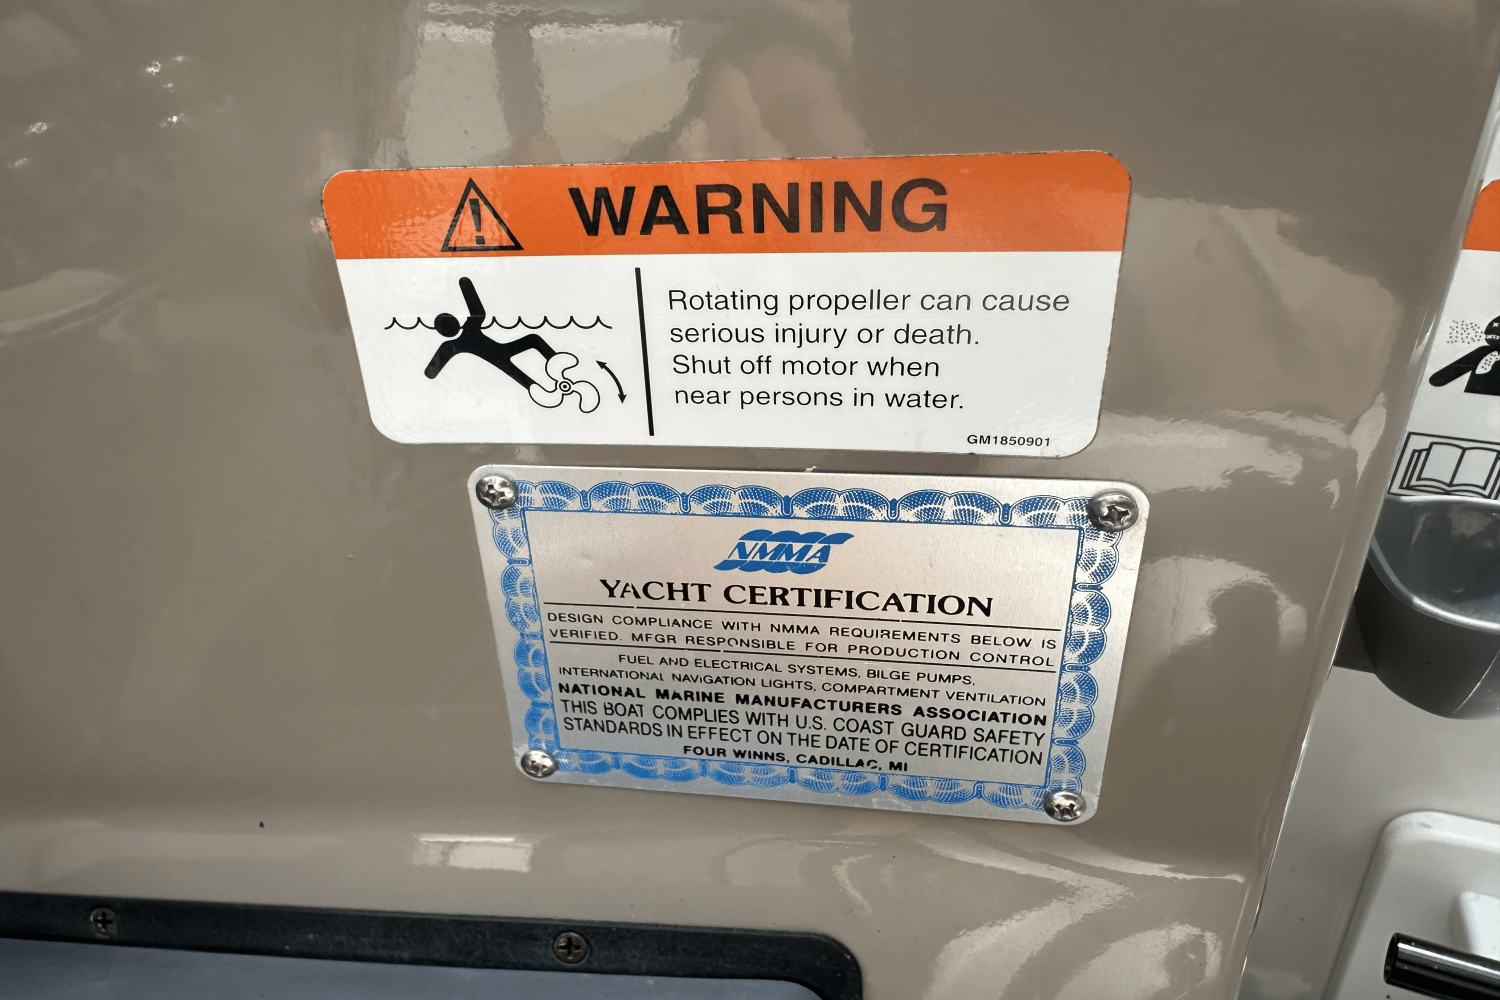 WARNING
Rotating propeller can cause
serious injury or death.
Shut off motor when
near persons in water.
GM1850901
NMMA
YACHT CERTIFICATION
DESIGN COMPLIANCE WITH NMMA REQUIREMENTS BELOW IS
VERIFIED. MFGR RESPONSIBLE FOR PRODUCTION CONTROL
FUEL AND ELECTRICAL SYSTEMS, BILGE PUMPS,
INTERNATIONAL NAVIGATION LIGHTS, COMPARTMENT VENTILATION
NATIONAL MARINE MANUFACTURERS ASSOCIATION
THIS BOAT COMPLIES WITH U.S. COAST GUARD SAFETY
STANDARDS IN EFFECT ON THE DATE OF CERTIFICATION
FOUR WINNS, CADILLAC, MI